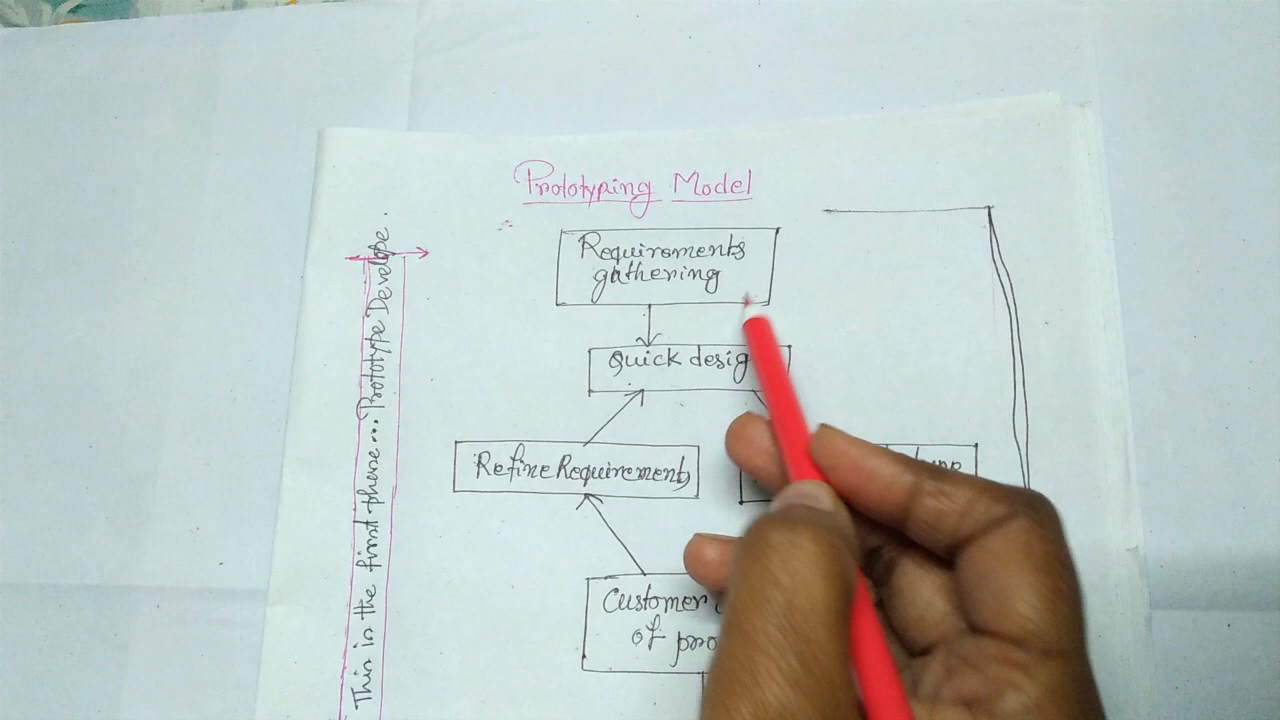 Prototyping Model
Requirements
gathering
Quick desig
Refine Requirements
Customer
of pro
This is the first phase... Prototype Develope.